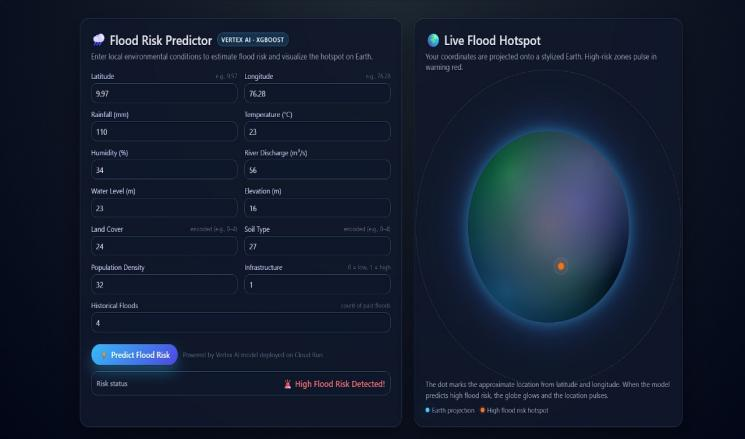 Flood Risk Predictor VERTEX AI · XGBOOST
Enter local environmental conditions to estimate flood risk and visualize the hotspot on Earth.
Latitude e.g., 9.97 Longitude e.g., 76.28
9.97 76.28
Rainfall (mm) Temperature (°C)
110 23
Humidity (%) River Discharge (m³/s)
34 56
Water Level (m) Elevation (m)
23 16
Land Cover encoded (e.g., 0–4) Soil Type encoded (e.g., 0–4)
24 27
Population Density Infrastructure 0 = low, 1 = high
32 1
Historical Floods count of past floods
4
Predict Flood Risk Powered by Vertex AI model deployed on Cloud Run.
Risk status High Flood Risk Detected!
Live Flood Hotspot
Your coordinates are projected onto a stylized Earth. High-risk zones pulse in
warning red.
The dot marks the approximate location from latitude and longitude. When the model
predicts high flood risk, the globe glows and the location pulses.
Earth projection High flood risk hotspot